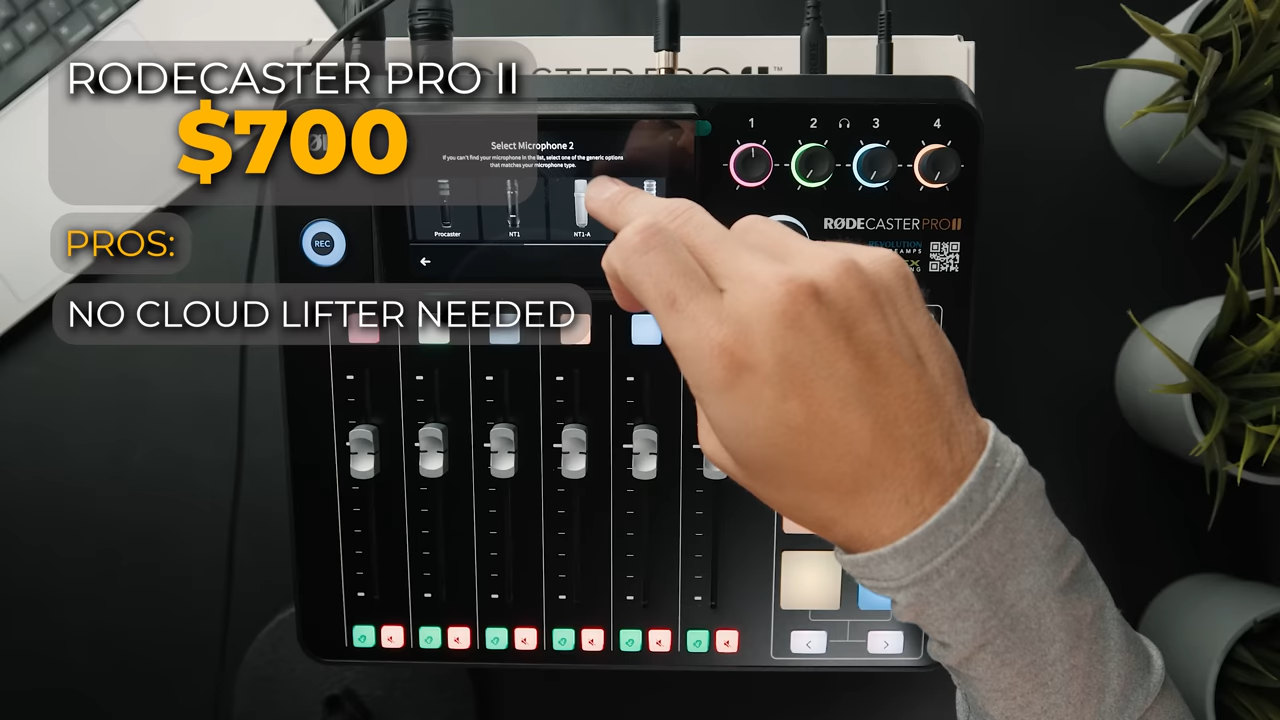 RODECASTER PRO II
$700
PROS:
NO CLOUD LIFTER NEEDED
Select Microphone 2
If you can't find your microphone in the list, select one of the generic options
that matches your microphone type.
Procaster
NT1
NT1-A
REC
1
2
3
4
RØDECASTER PRO II
REVOLUTION